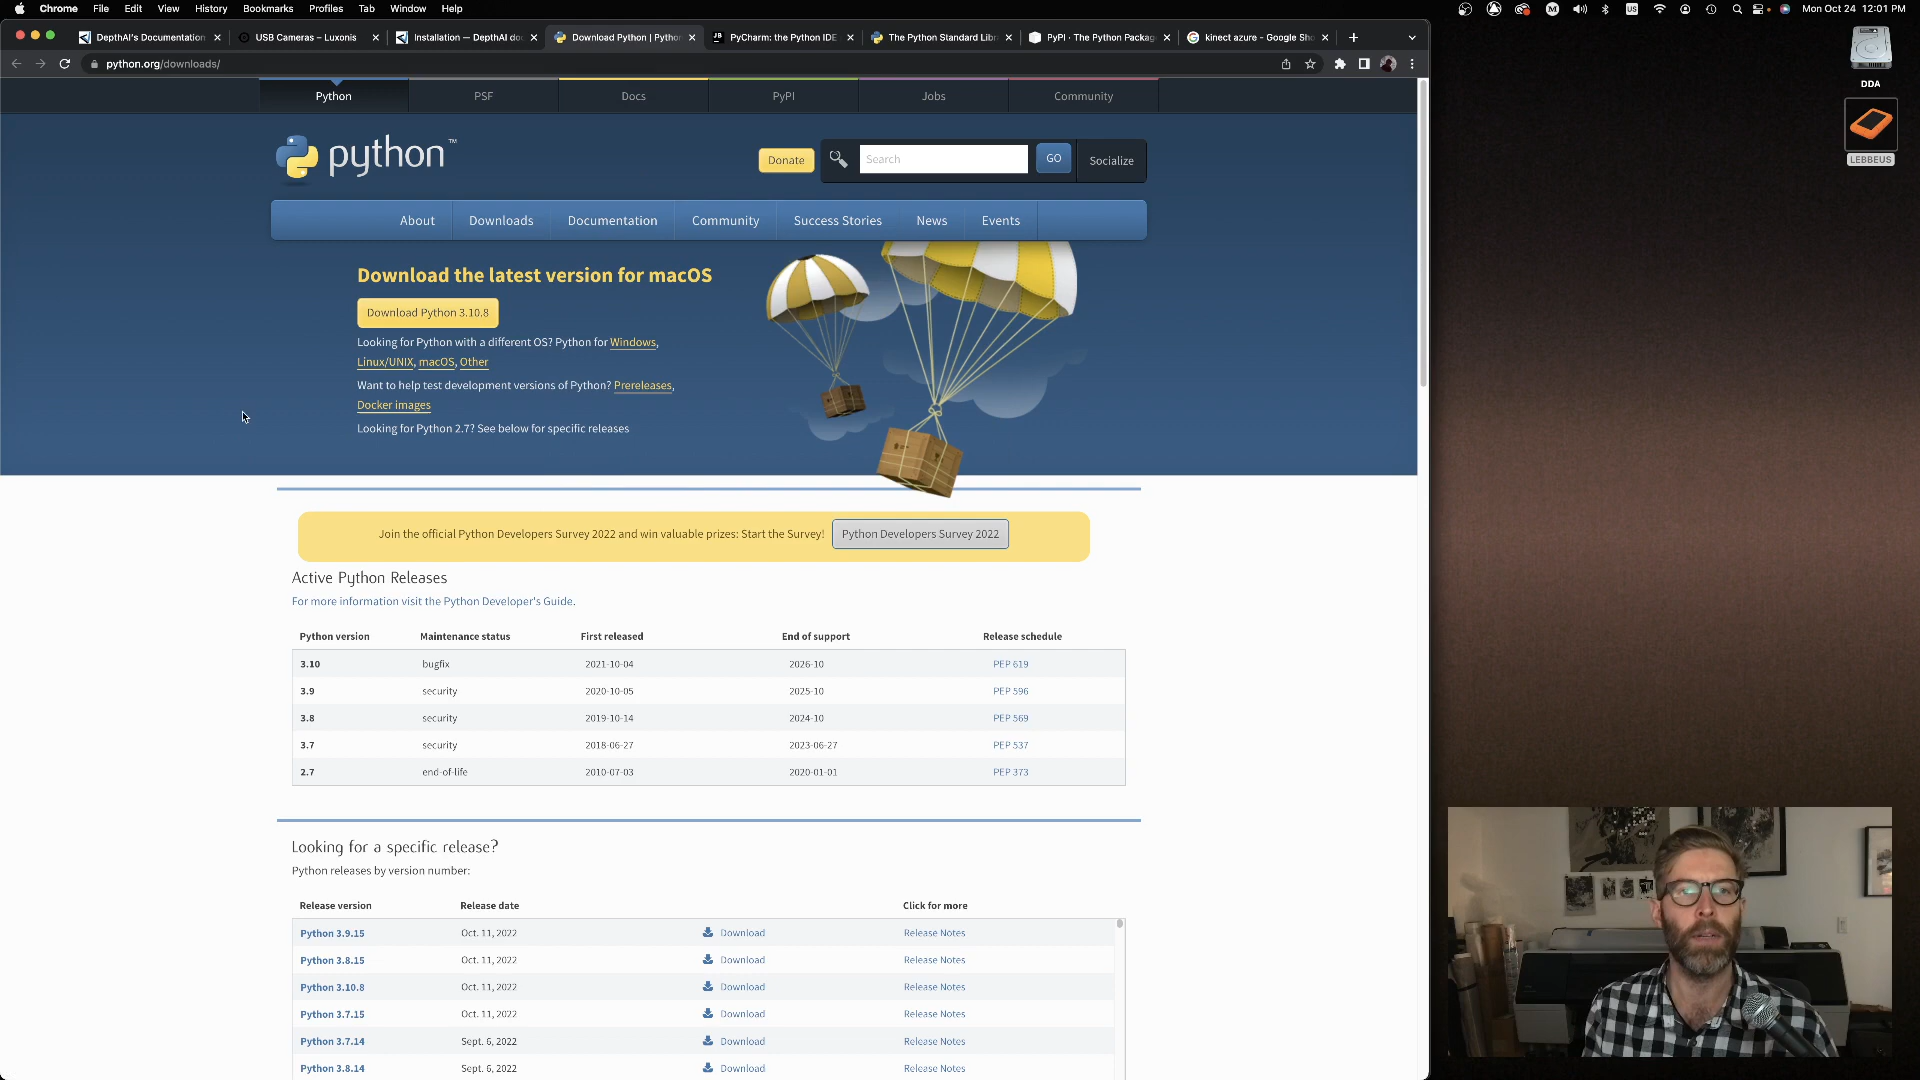 Chrome File Edit View History Bookmarks Profiles Tab Window Help
US
Mon Oct 24 12:01 PM
DepthAI's Documentation
USB Cameras – Luxonis
Installation — DepthAI do
Download Python | Python
PyCharm: the Python IDE
The Python Standard Libr
PyPI · The Python Packag
kinect azure - Google Sh
python.org/downloads/
Python PSF Docs PyPI Jobs Community
python™
Donate
Search
GO
Socialize
About Downloads Documentation Community Success Stories News Events
Download the latest version for macOS
Download Python 3.10.8
Looking for Python with a different OS? Python for Windows,
Linux/UNIX, macOS, Other
Want to help test development versions of Python? Prereleases,
Docker images
Looking for Python 2.7? See below for specific releases
Join the official Python Developers Survey 2022 and win valuable prizes: Start the Survey! Python Developers Survey 2022
Active Python Releases
For more information visit the Python Developer's Guide.
Python version Maintenance status First released End of support Release schedule
3.10 bugfix 2021-10-04 2026-10 PEP 619
3.9 security 2020-10-05 2025-10 PEP 596
3.8 security 2019-10-14 2024-10 PEP 569
3.7 security 2018-06-27 2023-06-27 PEP 537
2.7 end-of-life 2010-07-03 2020-01-01 PEP 373
Looking for a specific release?
Python releases by version number:
Release version Release date Click for more
Python 3.9.15 Oct. 11, 2022 Download Release Notes
Python 3.8.15 Oct. 11, 2022 Download Release Notes
Python 3.10.8 Oct. 11, 2022 Download Release Notes
Python 3.7.15 Oct. 11, 2022 Download Release Notes
Python 3.7.14 Sept. 6, 2022 Download Release Notes
Python 3.8.14 Sept. 6, 2022 Download Release Notes
DDA
LEBBEUS